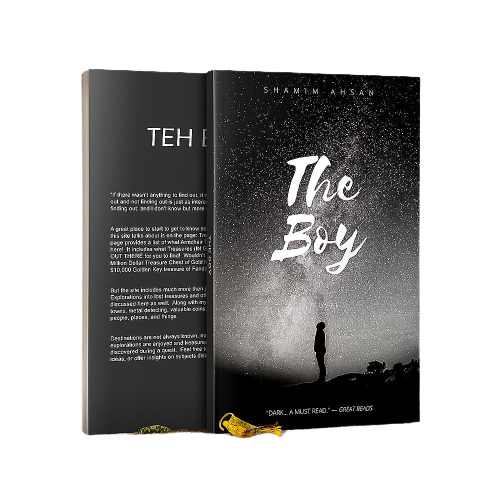 SHAMIM AHSAN
The
Boy
"DARK... A MUST READ." — GREAT READS
TEH
"If there wasn't anything to find out, it
out and not finding out is just as
finding out; and I don't know but more
A great place to start to get to know
this site talks about is on the page:
page provides a list of what Armchair
here! It includes what Treasures
OUT THERE for you to find!
Million Dollar Treasure Chest of
$10,000 Golden Key treasure of
But the site includes much more then
Explorations into lost treasures and
discussed here as well. Along with
towns, metal detecting, valuable coins,
people, places, and things.
Destinations are not always known,
explorations are enjoyed and
discovered during a quest. Feel free
ideas, or offer insights on subjects